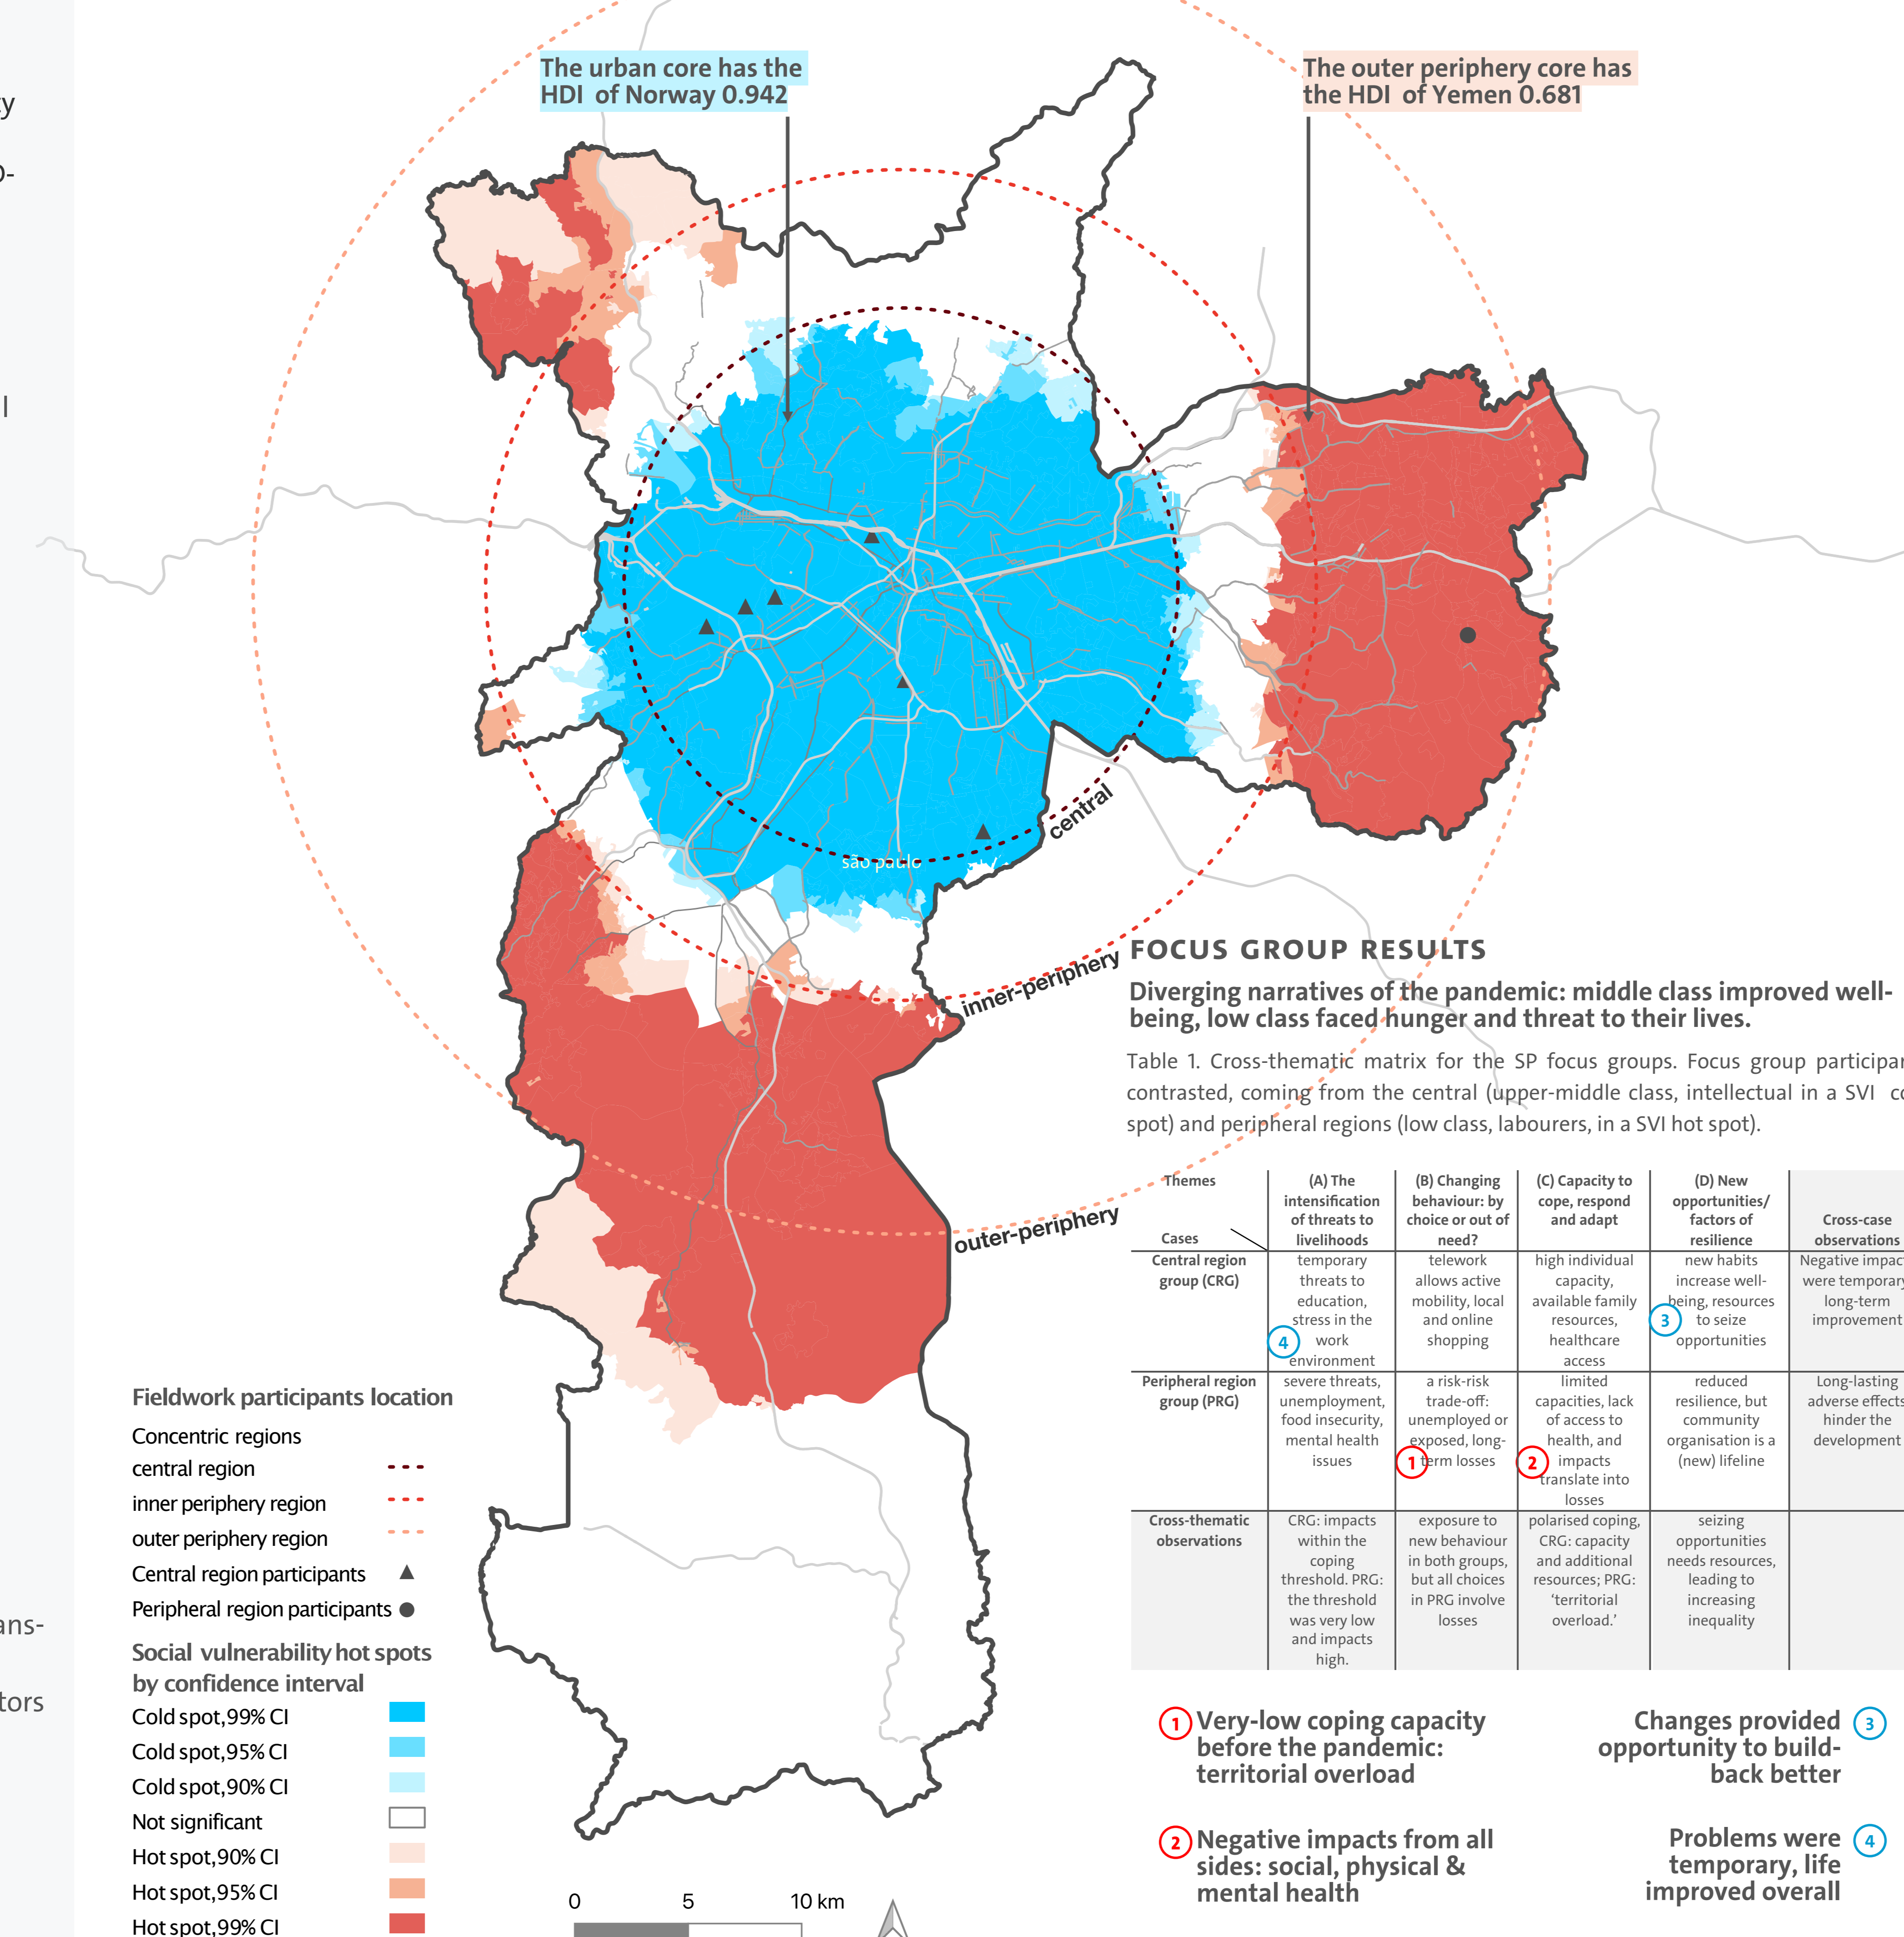 The urban core has the
HDI of Norway 0.942
The outer periphery core has
the HDI of Yemen 0.681
são paulo
central
inner-periphery
outer-periphery
FOCUS GROUP RESULTS
Diverging narratives of the pandemic: middle class improved well-
being, low class faced hunger and threat to their lives.
Table 1. Cross-thematic matrix for the SP focus groups. Focus group
contrasted, coming from the central (upper-middle class, intellectual in a SVI
spot) and peripheral regions (low class, labourers, in a SVI hot spot).
Themes
Cases
(A) The
intensification
of threats to
livelihoods
(B) Changing
behaviour: by
choice or out of
need?
(C) Capacity to
cope, respond
and adapt
(D) New
opportunities/
factors of
resilience
Cross-case
observations
Central region
group (CRG)
temporary
threats to
education,
stress in the
work
environment
4
telework
allows active
mobility, local
and online
shopping
high individual
capacity,
available family
resources,
healthcare
access
new habits
increase well-
being, resources
to seize
opportunities
3
Negative
were temporary
long-term
improvement
Peripheral region
group (PRG)
severe threats,
unemployment,
food insecurity,
mental health
issues
a risk-risk
trade-off:
unemployed or
exposed, long-
term losses
1
limited
capacities, lack
of access to
health, and
impacts
translate into
losses
2
reduced
resilience, but
community
organisation is a
(new) lifeline
Long-lasting
adverse effects
hinder the
development
Cross-thematic
observations
CRG: impacts
within the
coping
threshold. PRG:
the threshold
was very low
and impacts
high.
exposure to
new behaviour
in both groups,
but all choices
in PRG involve
losses
polarised coping,
CRG: capacity
and additional
resources; PRG:
‘territorial
overload.’
seizing
opportunities
needs resources,
leading to
increasing
inequality
1 Very-low coping capacity
before the pandemic:
territorial overload
2 Negative impacts from all
sides: social, physical &
mental health
Changes provided 3
opportunity to build-
back better
Problems were 4
temporary, life
improved overall
Fieldwork participants location
Concentric regions
central region
inner periphery region
outer periphery region
Central region participants
Peripheral region participants
Social vulnerability hot spots
by confidence interval
Cold spot,99% CI
Cold spot,95% CI
Cold spot,90% CI
Not significant
Hot spot,90% CI
Hot spot,95% CI
Hot spot,99% CI
0 5 10 km